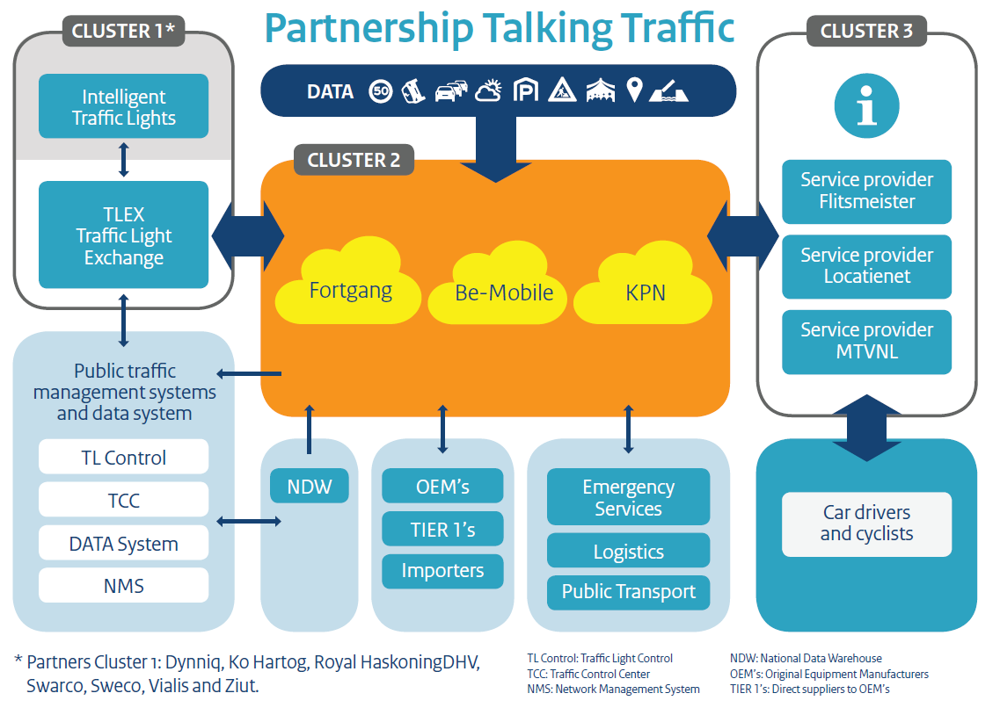 Partnership Talking Traffic
CLUSTER 1*
Intelligent
Traffic Lights
TLEX
Traffic Light
Exchange
DATA
50
P
CLUSTER 2
Fortgang
Be-Mobile
KPN
CLUSTER 3
i
Service provider
Flitsmeister
Service provider
Locatienet
Service provider
MTVNL
Public traffic
management systems
and data system
TL Control
TCC
DATA System
NMS
NDW
OEM's
TIER 1's
Importers
Emergency
Services
Logistics
Public Transport
Car drivers
and cyclists
* Partners Cluster 1: Dynniq, Ko Hartog, Royal HaskoningDHV,
Swarco, Sweco, Vialis and Ziut.
TL Control: Traffic Light Control
TCC: Traffic Control Center
NMS: Network Management System
NDW: National Data Warehouse
OEM's: Original Equipment Manufacturers
TIER 1's: Direct suppliers to OEM's